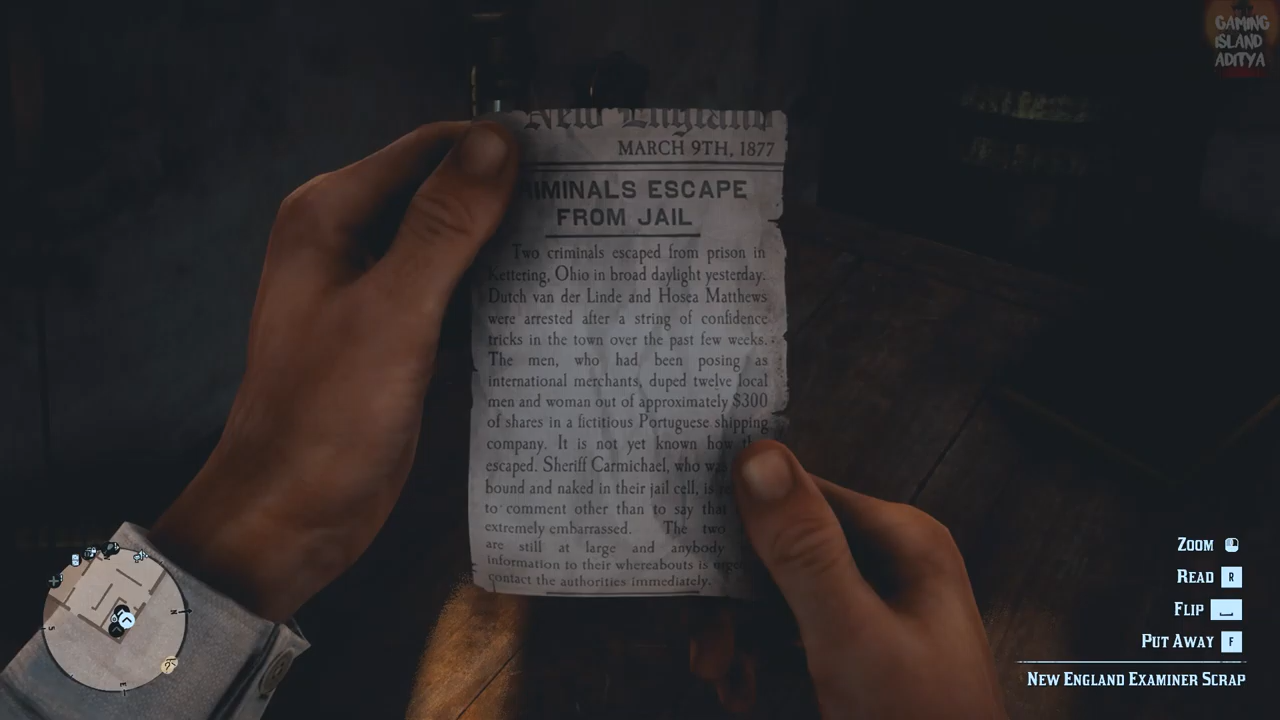 GAMING
ISLAND
ADITYA
New England
MARCH 9TH, 1877
RIMINALS ESCAPE
FROM JAIL
Two criminals escaped from prison in
Kettering, Ohio in broad daylight yesterday.
Dutch van der Linde and Hosea Matthews
were arrested after a string of confidence
tricks in the town over the past few weeks.
The men, who had been posing as
international merchants, duped twelve local
men and woman out of approximately $300
of shares in a fictitious Portuguese shipping
company. It is not yet known how
escaped. Sheriff Carmichael, who
bound and naked in their jail cell, is
to comment other than to say that
extremely embarrassed. The two
are still at large and anybody
information to their whereabouts is
contact the authorities immediately.
ZOOM
READ R
FLIP
PUT AWAY F
NEW ENGLAND EXAMINER SCRAP
N
S
E